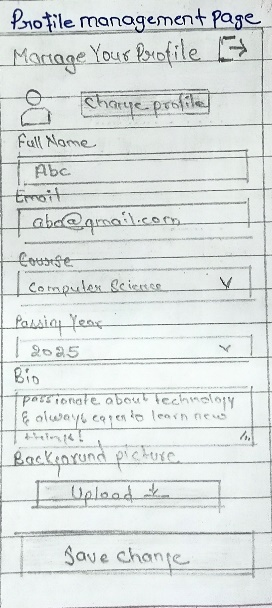 Profile management page
Manage Your Profile
Change profile
Full Name
Abc
Email
abc@gmail.com
Course
Computer Science
Passing Year
2025
Bio
passionate about technology
& always eager to learn new
things!
Background picture
Upload
Save change